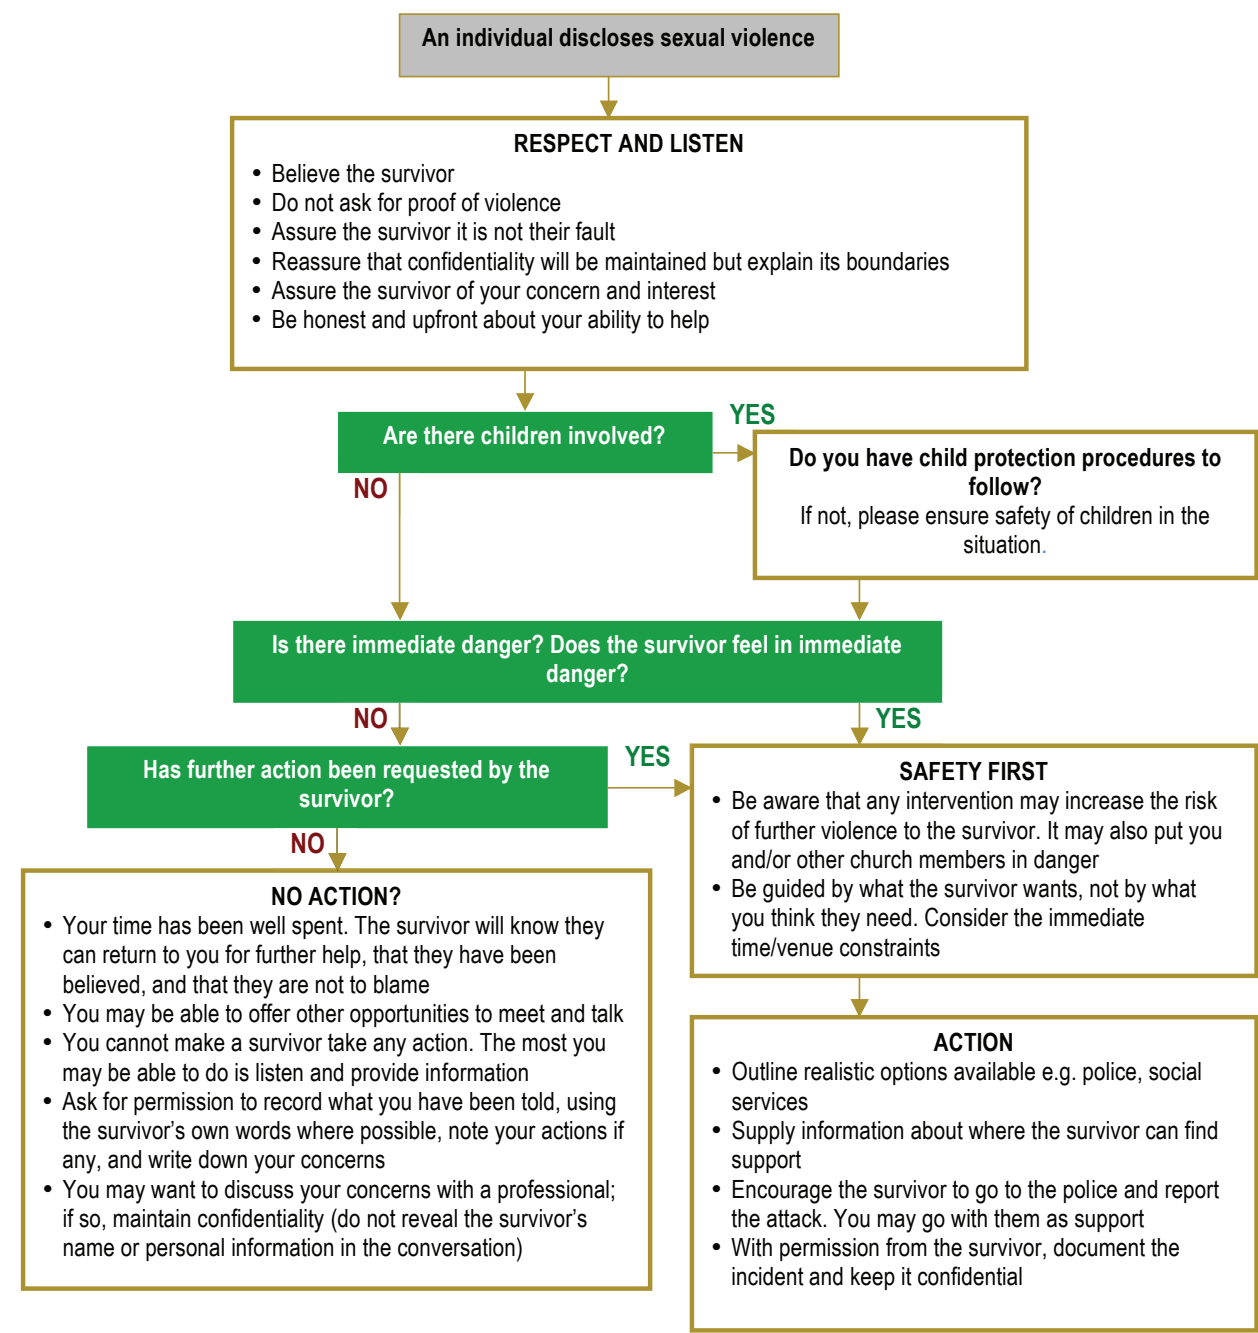 An individual discloses sexual violence
RESPECT AND LISTEN
• Believe the survivor
• Do not ask for proof of violence
• Assure the survivor it is not their fault
• Reassure that confidentiality will be maintained but explain its boundaries
• Assure the survivor of your concern and interest
• Be honest and upfront about your ability to help
Are there children involved?
YES
NO
Do you have child protection procedures to
follow?
If not, please ensure safety of children in the
situation.
Is there immediate danger? Does the survivor feel in immediate
danger?
NO
YES
Has further action been requested by the
survivor?
YES
NO
SAFETY FIRST
• Be aware that any intervention may increase the risk
of further violence to the survivor. It may also put you
and/or other church members in danger
• Be guided by what the survivor wants, not by what
you think they need. Consider the immediate
time/venue constraints
NO ACTION?
• Your time has been well spent. The survivor will know they
can return to you for further help, that they have been
believed, and that they are not to blame
• You may be able to offer other opportunities to meet and talk
• You cannot make a survivor take any action. The most you
may be able to do is listen and provide information
• Ask for permission to record what you have been told, using
the survivor’s own words where possible, note your actions if
any, and write down your concerns
• You may want to discuss your concerns with a professional;
if so, maintain confidentiality (do not reveal the survivor’s
name or personal information in the conversation)
ACTION
• Outline realistic options available e.g. police, social
services
• Supply information about where the survivor can find
support
• Encourage the survivor to go to the police and report
the attack. You may go with them as support
• With permission from the survivor, document the
incident and keep it confidential